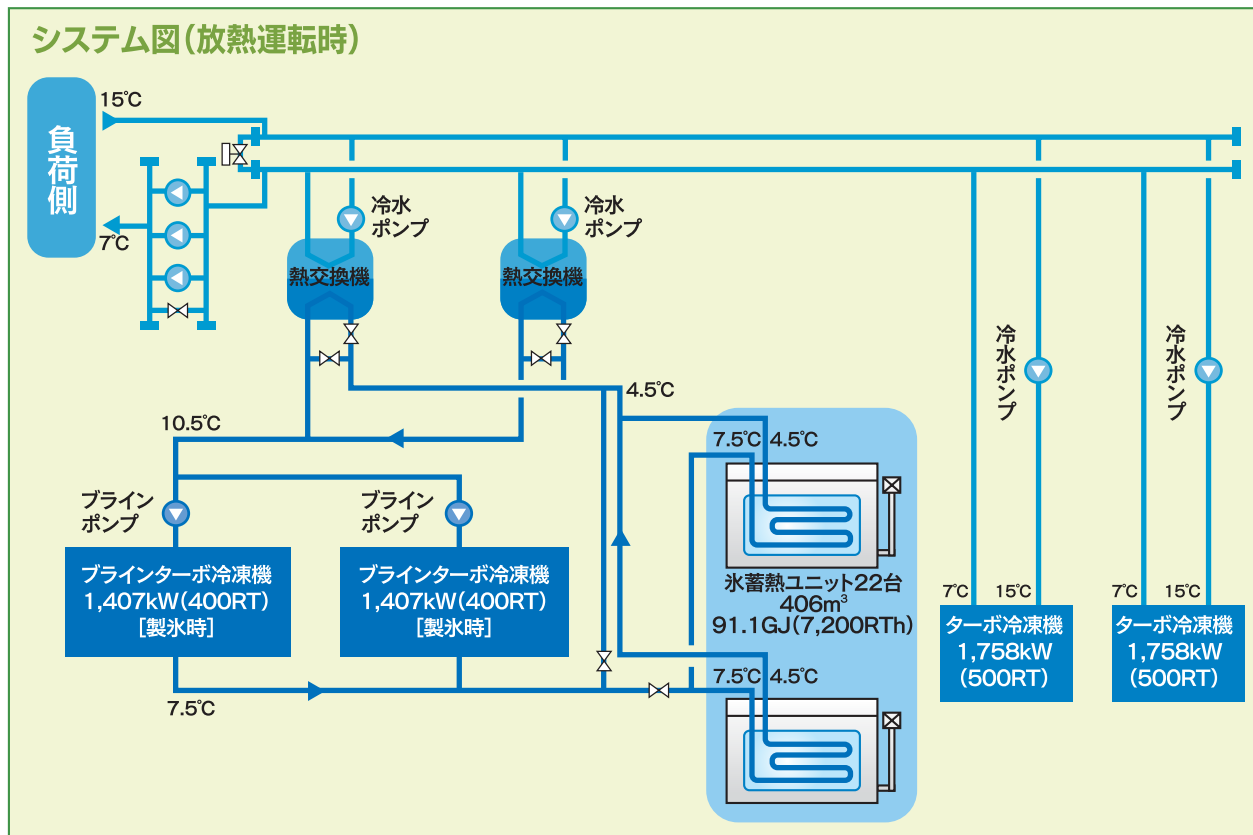 システム図(放熱運転時)
15℃
負荷側
7℃
冷水
ポンプ
冷水
ポンプ
熱交換機
熱交換機
冷水ポンプ
冷水ポンプ
4.5℃
10.5℃
7.5℃ 4.5℃
ブライン
ポンプ
ブライン
ポンプ
ブラインターボ冷凍機
1,407kW(400RT)
[製氷時]
ブラインターボ冷凍機
1,407kW(400RT)
[製氷時]
氷蓄熱ユニット22台
406m³
91.1GJ(7,200RTh)
7.5℃ 4.5℃
7.5℃
7℃ 15℃
ターボ冷凍機
1,758kW
(500RT)
7℃ 15℃
ターボ冷凍機
1,758kW
(500RT)